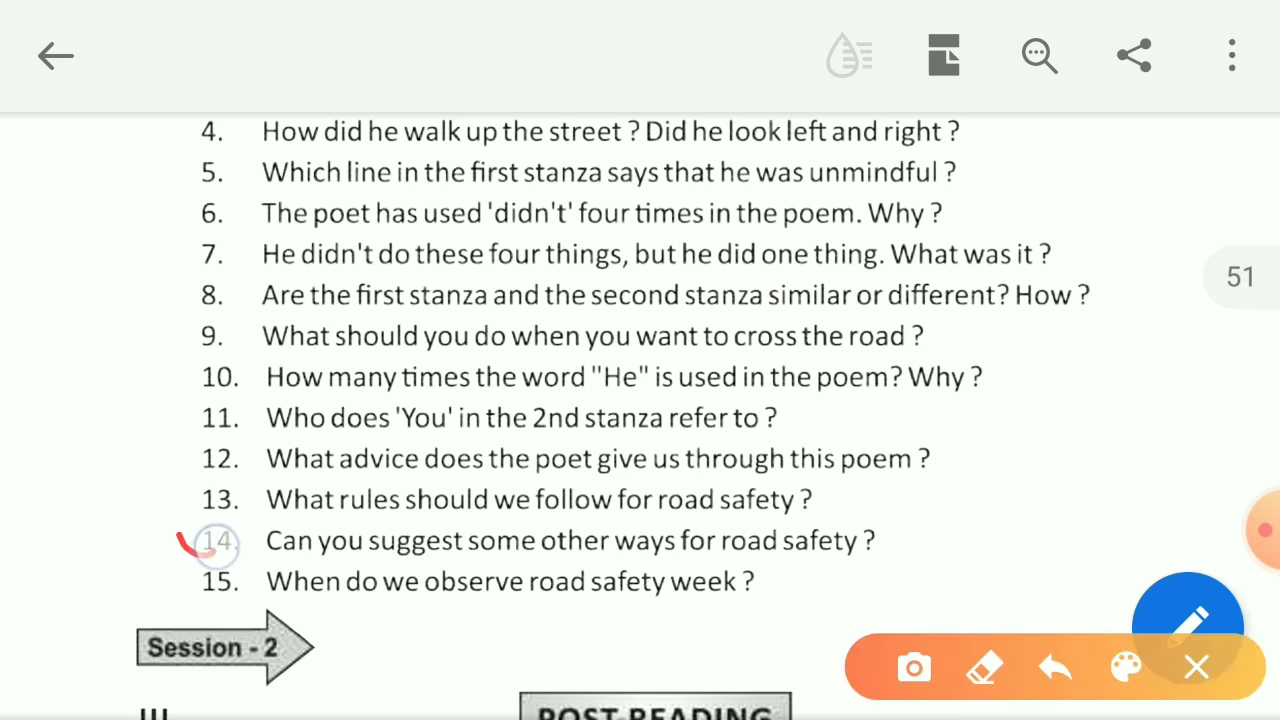 4. How did he walk up the street ? Did he look left and right ?
5. Which line in the first stanza says that he was unmindful ?
6. The poet has used 'didn't' four times in the poem. Why ?
51
7. He didn't do these four things, but he did one thing. What was it ?
8. Are the first stanza and the second stanza similar or different? How ?
9. What should you do when you want to cross the road ?
10. How many times the word "He" is used in the poem? Why ?
11. Who does 'You' in the 2nd stanza refer to ?
12. What advice does the poet give us through this poem ?
13. What rules should we follow for road safety ?
14. Can you suggest some other ways for road safety ?
15. When do we observe road safety week ?
Session - 2
III POST-READING